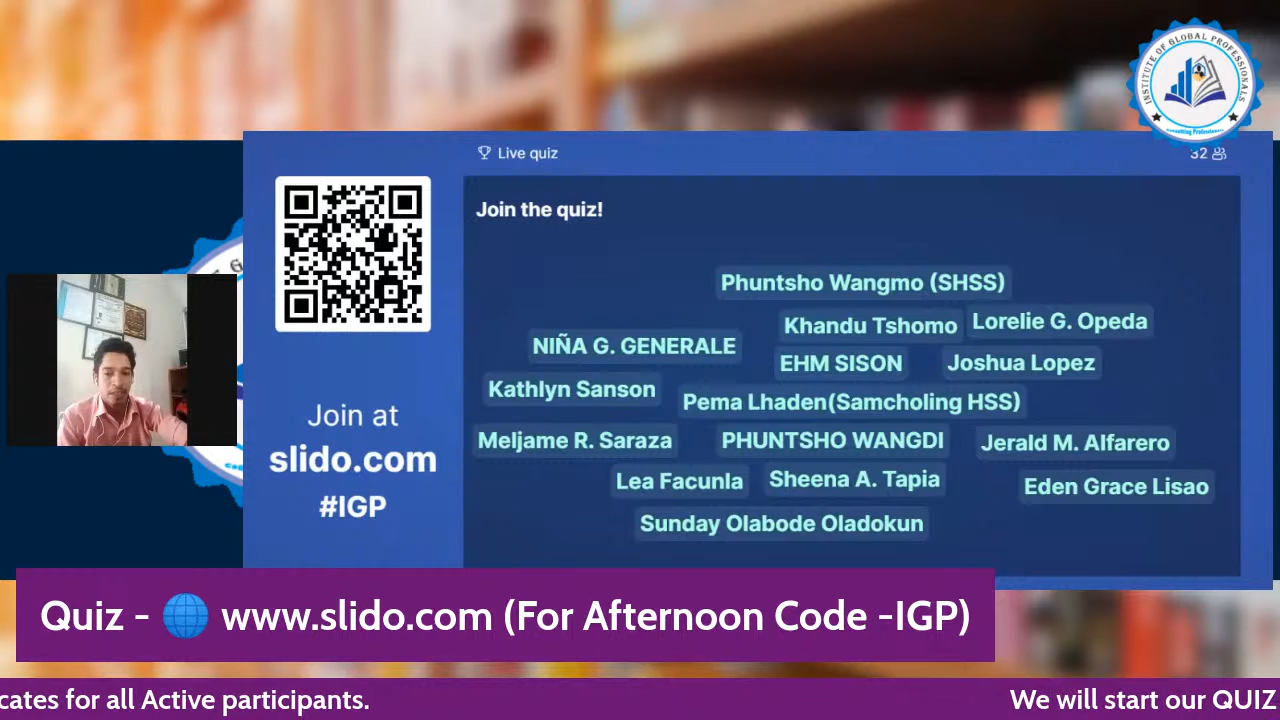 INSTITUTE OF GLOBAL PROFESSIONALS
Consulting Professionals
Live quiz
32
Join the quiz!
Phuntsho Wangmo (SHSS)
Khandu Tshomo
Lorelie G. Opeda
NIÑA G. GENERALE
EHM SISON
Joshua Lopez
Kathlyn Sanson
Pema Lhaden(Samcholing HSS)
Meljame R. Saraza
PHUNTSHO WANGDI
Jerald M. Alfarero
Lea Facunla
Sheena A. Tapia
Eden Grace Lisao
Sunday Olabode Oladokun
Join at
slido.com
#IGP
Quiz - 🌐 www.slido.com (For Afternoon Code -IGP)
cates for all Active participants.
We will start our QUIZ